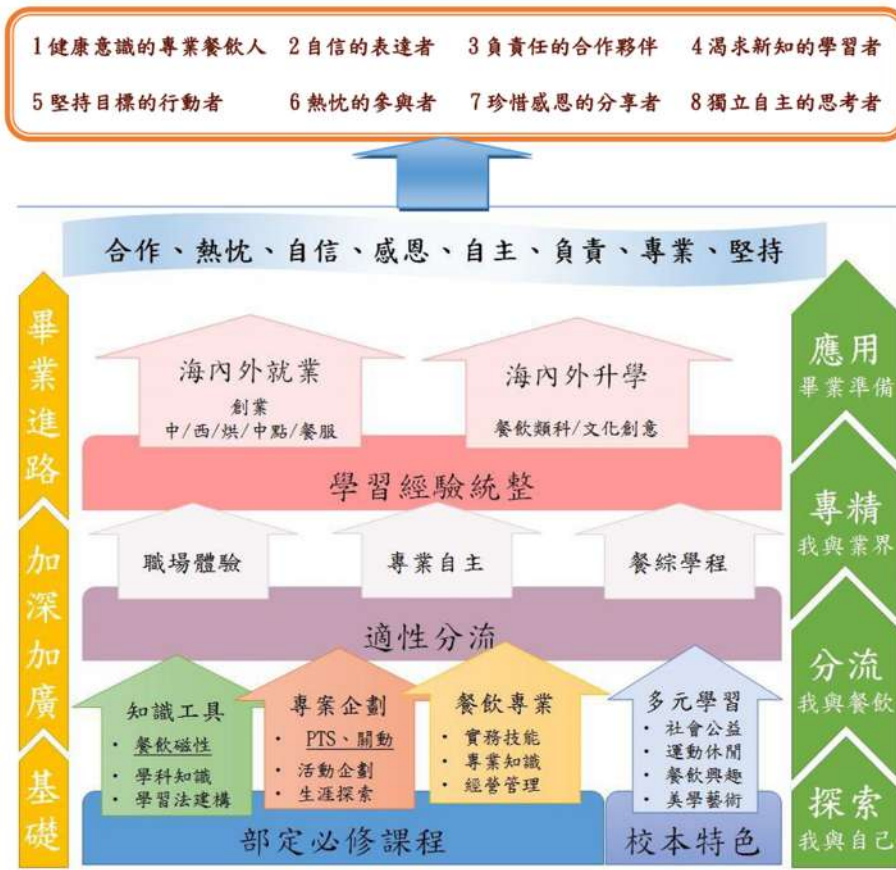 1 健康意識的專業餐飲人 2 自信的表達者 3 負責任的合作夥伴 4 渴求新知的學習者
5 堅持目標的行動者 6 熱忱的參與者 7 珍惜感恩的分享者 8 獨立自主的思考者
合作、熱忱、自信、感恩、自主、負責、專業、堅持
畢業進路
加深加廣
基礎
海內外就業
創業
中/西/烘/中點/餐服
海內外升學
餐飲類科/文化創意
學習經驗統整
職場體驗
專業自主
餐綜學程
適性分流
知識工具
• 餐飲磁性
• 學科知識
• 學習法建構
專案企劃
• PTS、關動
• 活動企劃
• 生涯探索
餐飲專業
• 實務技能
• 專業知識
• 經營管理
多元學習
• 社會公益
• 運動休閒
• 餐飲興趣
• 美學藝術
部定必修課程
校本特色
應用
畢業準備
專精
我與業界
分流
我與餐飲
探索
我與自己